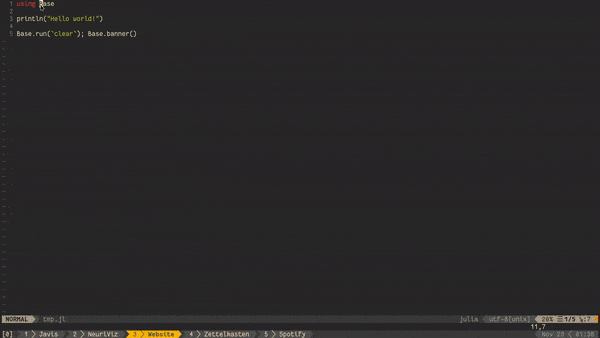 1 using Base
2
3 println("Hello world!")
4
5 Base.run(`clear`); Base.banner()
NORMAL tmp.jl julia utf-8[unix] 20% ☰ 1/5 ㏑:7
11,7
[0] 1 Javis 2 NeuriViz 3 Website 4 Zettelkasten 5 Spotify Nov 23 01:38